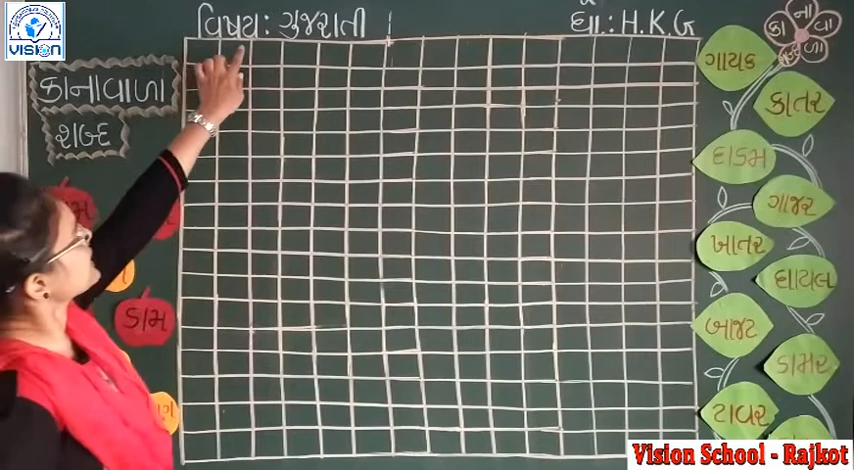 VISION
વિષય: ગુજરાતી
ધો.: H.K.G
કાનાવાળા
શબ્દ
કા
ના
વા
ળા
ગાયક
કાતર
દાડમ
ગાજર
ખાતર
ઘાયલ
બાજટ
ડામર
ટાવર
ડામ
Vision School - Rajkot